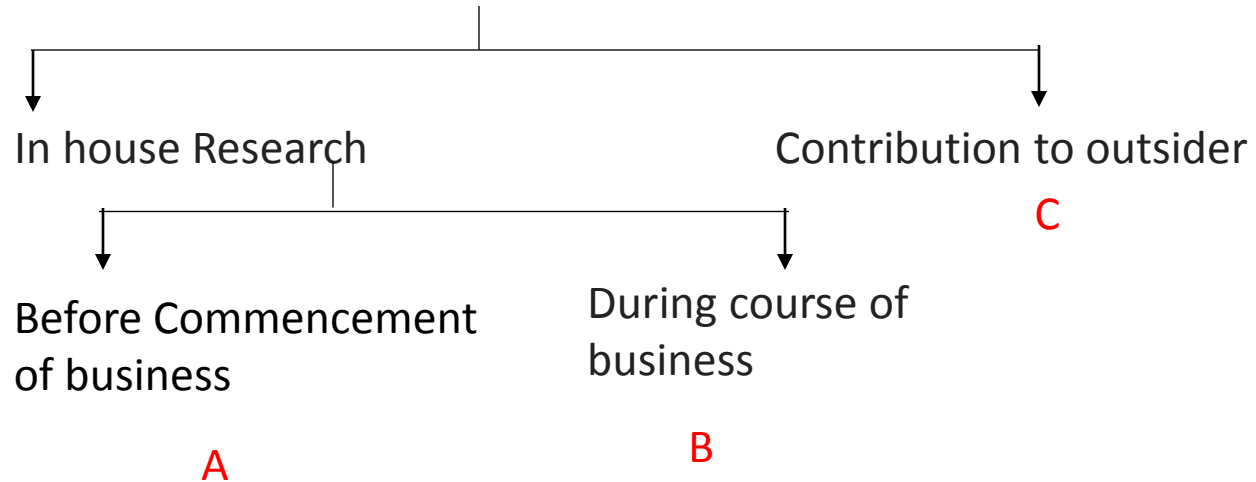 In house Research
Contribution to outsider
C
Before Commencement
of business
During course of
business
A
B